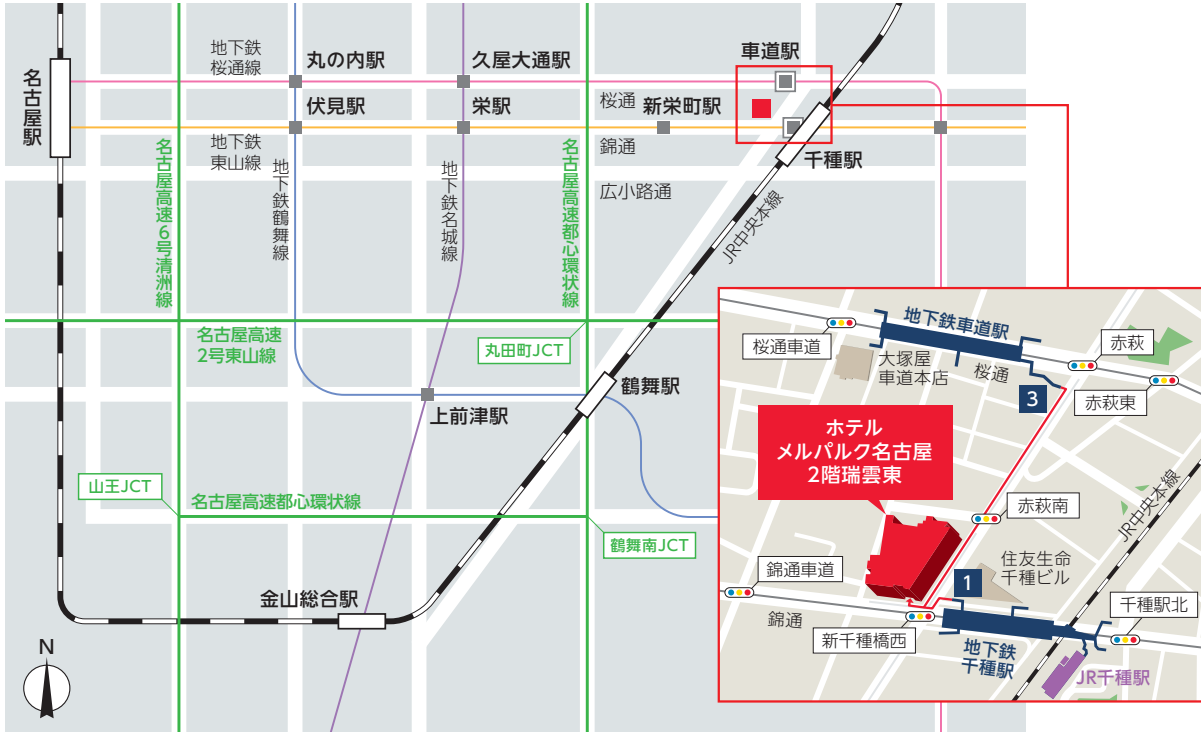 地下鉄
桜通線
丸の内駅
久屋大通駅
車道駅
名古屋駅
伏見駅
栄駅
桜通
新栄町駅
地下鉄
東山線
錦通
千種駅
名古屋高速6号清洲線
地下鉄鶴舞線
地下鉄名城線
名古屋高速都心環状線
広小路通
JR中央本線
名古屋高速
2号東山線
丸田町JCT
鶴舞駅
上前津駅
山王JCT
名古屋高速都心環状線
鶴舞南JCT
金山総合駅
N
地下鉄車道駅
桜通車道
大塚屋
車道本店
桜通
赤萩
赤萩東
3
ホテル
メルパルク名古屋
2階瑞雲東
赤萩南
JR中央本線
住友生命
千種ビル
錦通車道
1
千種駅北
錦通
新千種橋西
地下鉄
千種駅
JR千種駅